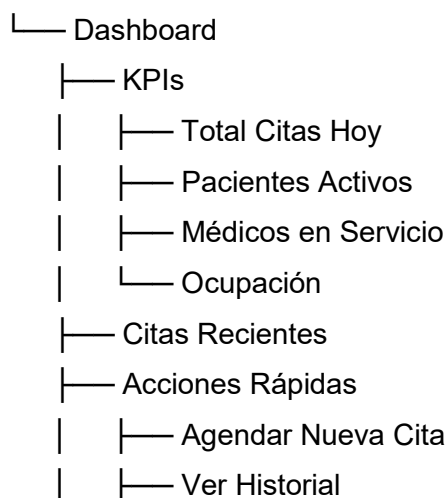 └── Dashboard
├── KPIs
│ ├── Total Citas Hoy
│ ├── Pacientes Activos
│ ├── Médicos en Servicio
│ └── Ocupación
├── Citas Recientes
├── Acciones Rápidas
│ ├── Agendar Nueva Cita
│ ├── Ver Historial